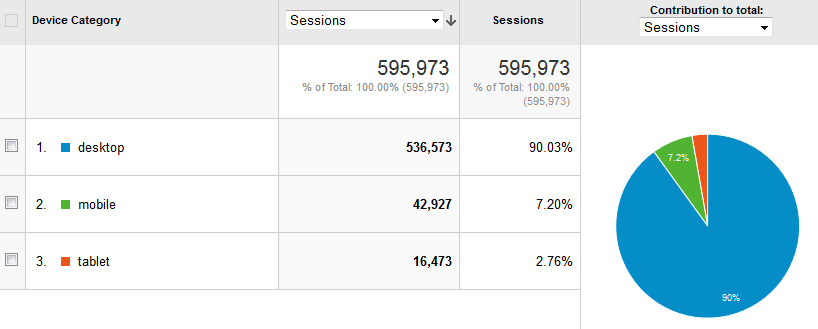 Device Category
Sessions
Sessions
Contribution to total:
Sessions
595,973
% of Total: 100.00% (595,973)
595,973
% of Total: 100.00%
(595,973)
1. desktop 536,573 90.03%
2. mobile 42,927 7.20%
3. tablet 16,473 2.76%
7.2%
90%